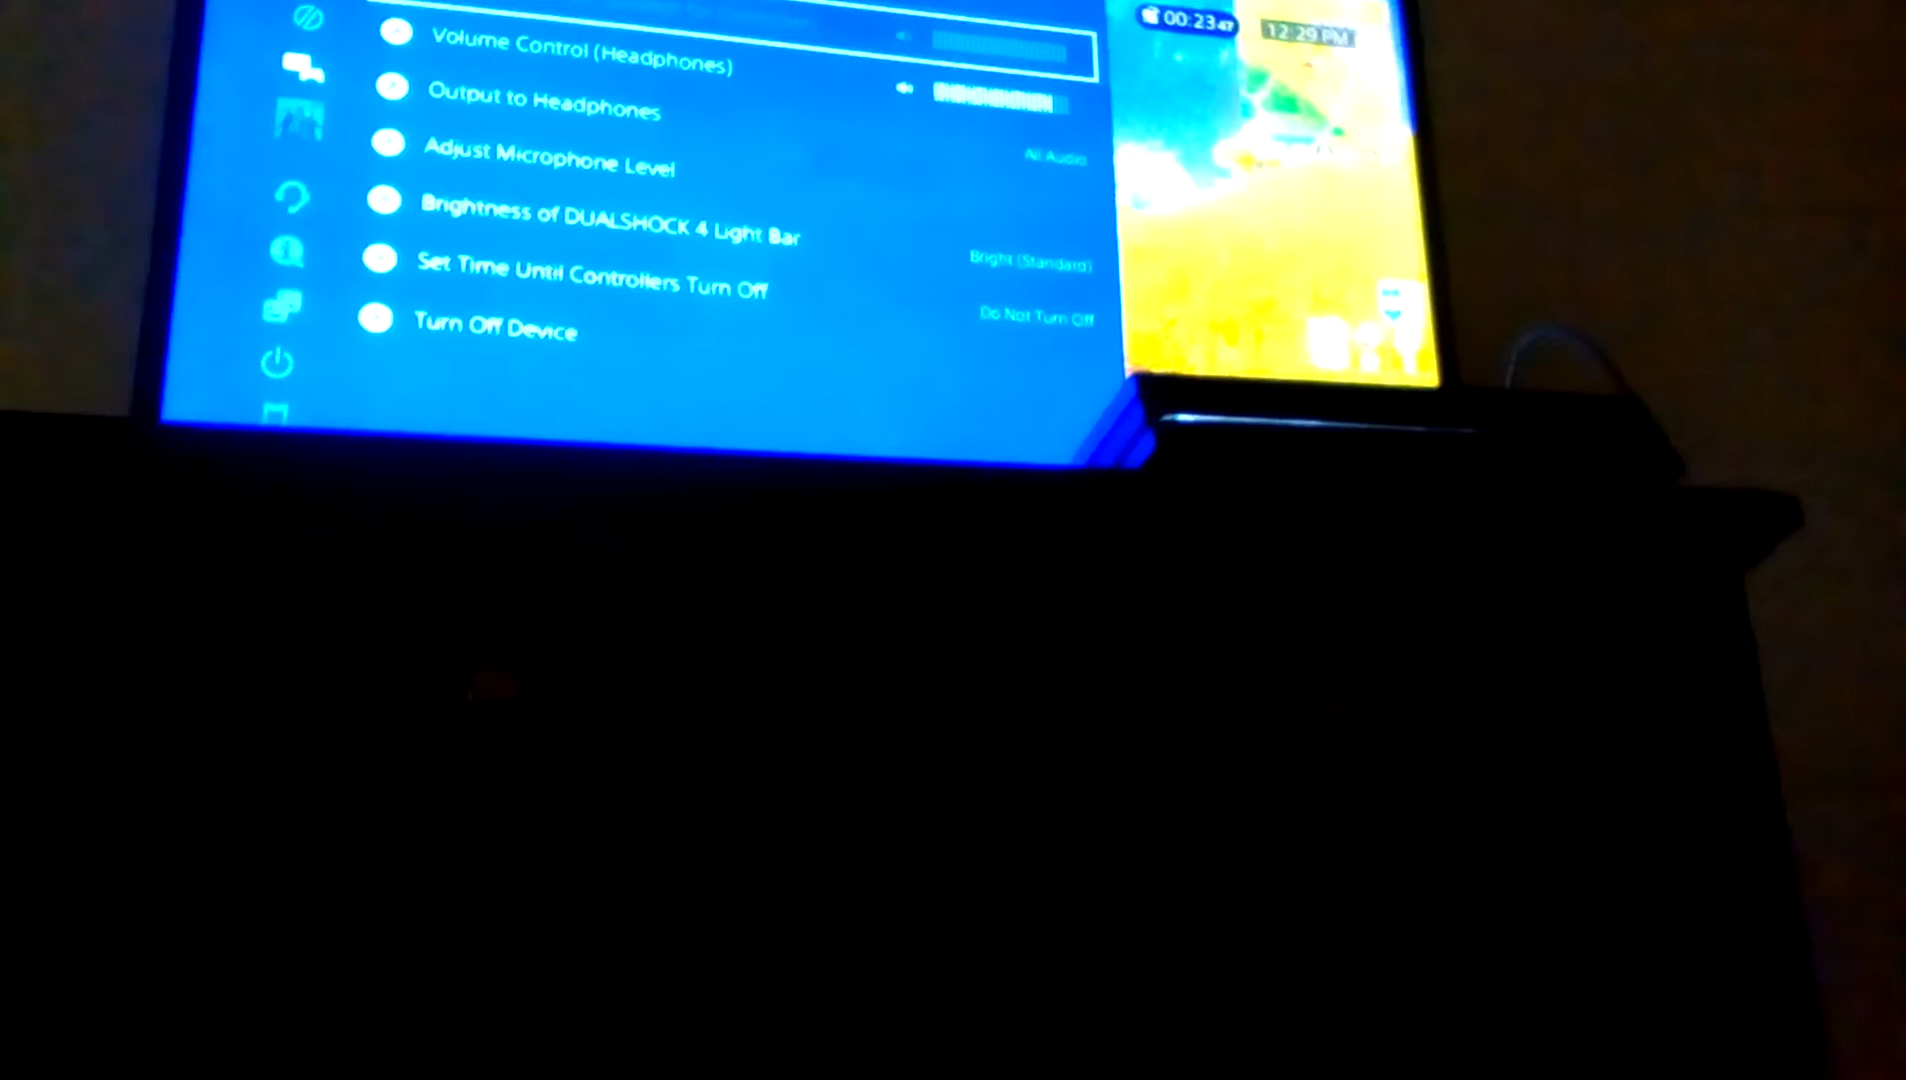 00:23 47
12:29 PM
Volume Control (Headphones)
Output to Headphones
All Audio
Adjust Microphone Level
Brightness of DUALSHOCK 4 Light Bar
Bright (Standard)
Set Time Until Controllers Turn Off
Do Not Turn Off
Turn Off Device